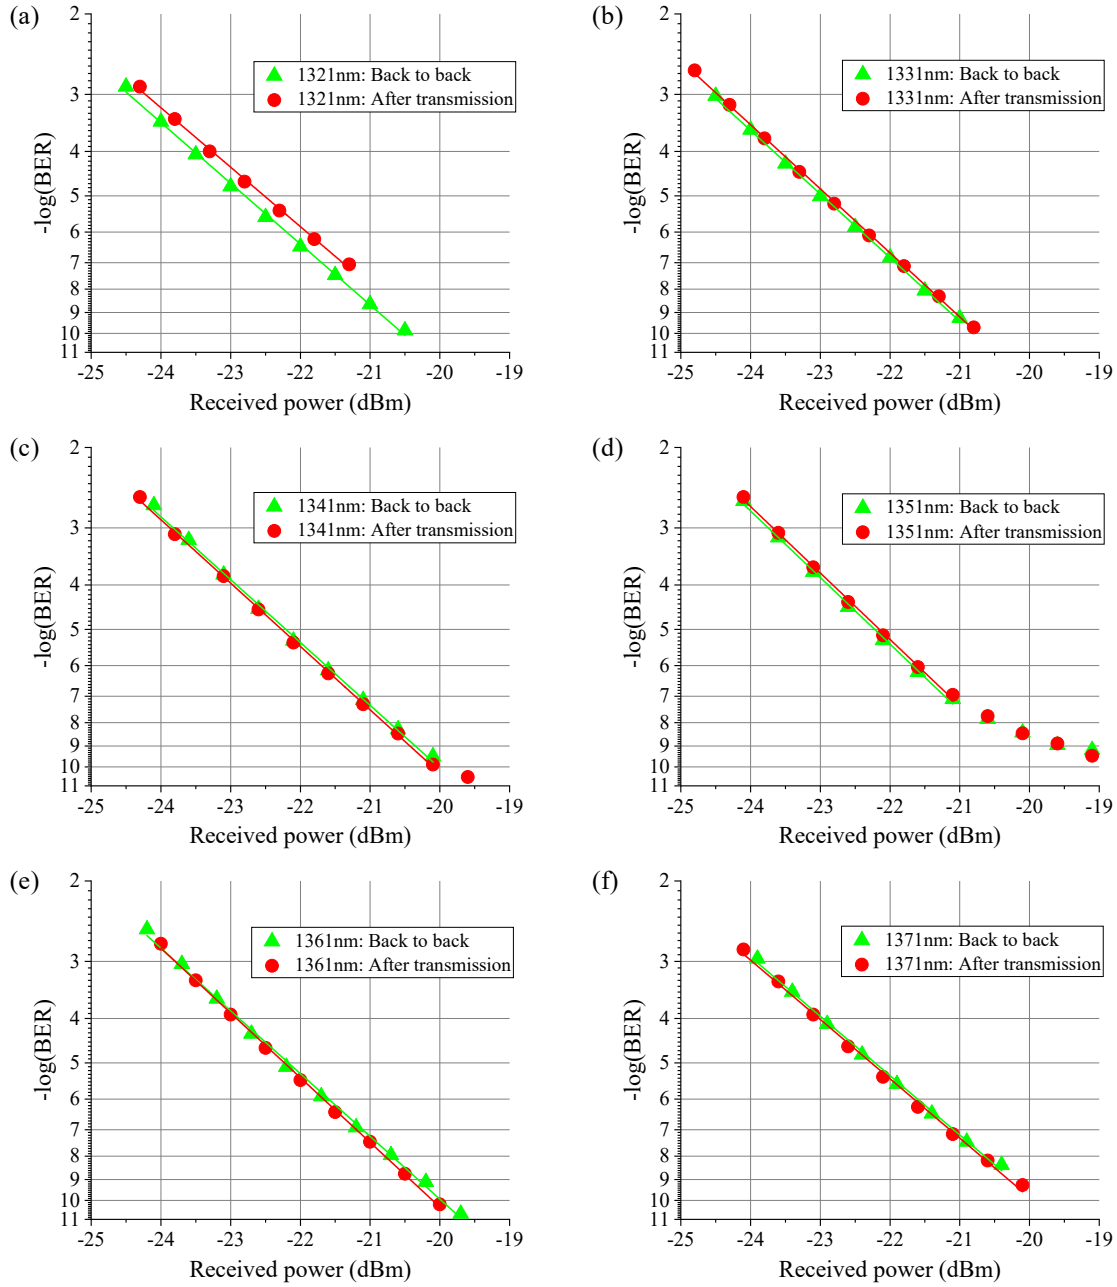 (a)
2
3
4
5
6
7
8
9
10
11
-log(BER)
1321nm: Back to back
1321nm: After transmission
-25 -24 -23 -22 -21 -20 -19
Received power (dBm)
(b)
2
3
4
5
6
7
8
9
10
11
-log(BER)
1331nm: Back to back
1331nm: After transmission
-25 -24 -23 -22 -21 -20 -19
Received power (dBm)
(c)
2
3
4
5
6
7
8
9
10
11
-log(BER)
1341nm: Back to back
1341nm: After transmission
-25 -24 -23 -22 -21 -20 -19
Received power (dBm)
(d)
2
3
4
5
6
7
8
9
10
11
-log(BER)
1351nm: Back to back
1351nm: After transmission
-25 -24 -23 -22 -21 -20 -19
Received power (dBm)
(e)
2
3
4
5
6
7
8
9
10
11
-log(BER)
1361nm: Back to back
1361nm: After transmission
-25 -24 -23 -22 -21 -20 -19
Received power (dBm)
(f)
2
3
4
5
6
7
8
9
10
11
-log(BER)
1371nm: Back to back
1371nm: After transmission
-25 -24 -23 -22 -21 -20 -19
Received power (dBm)